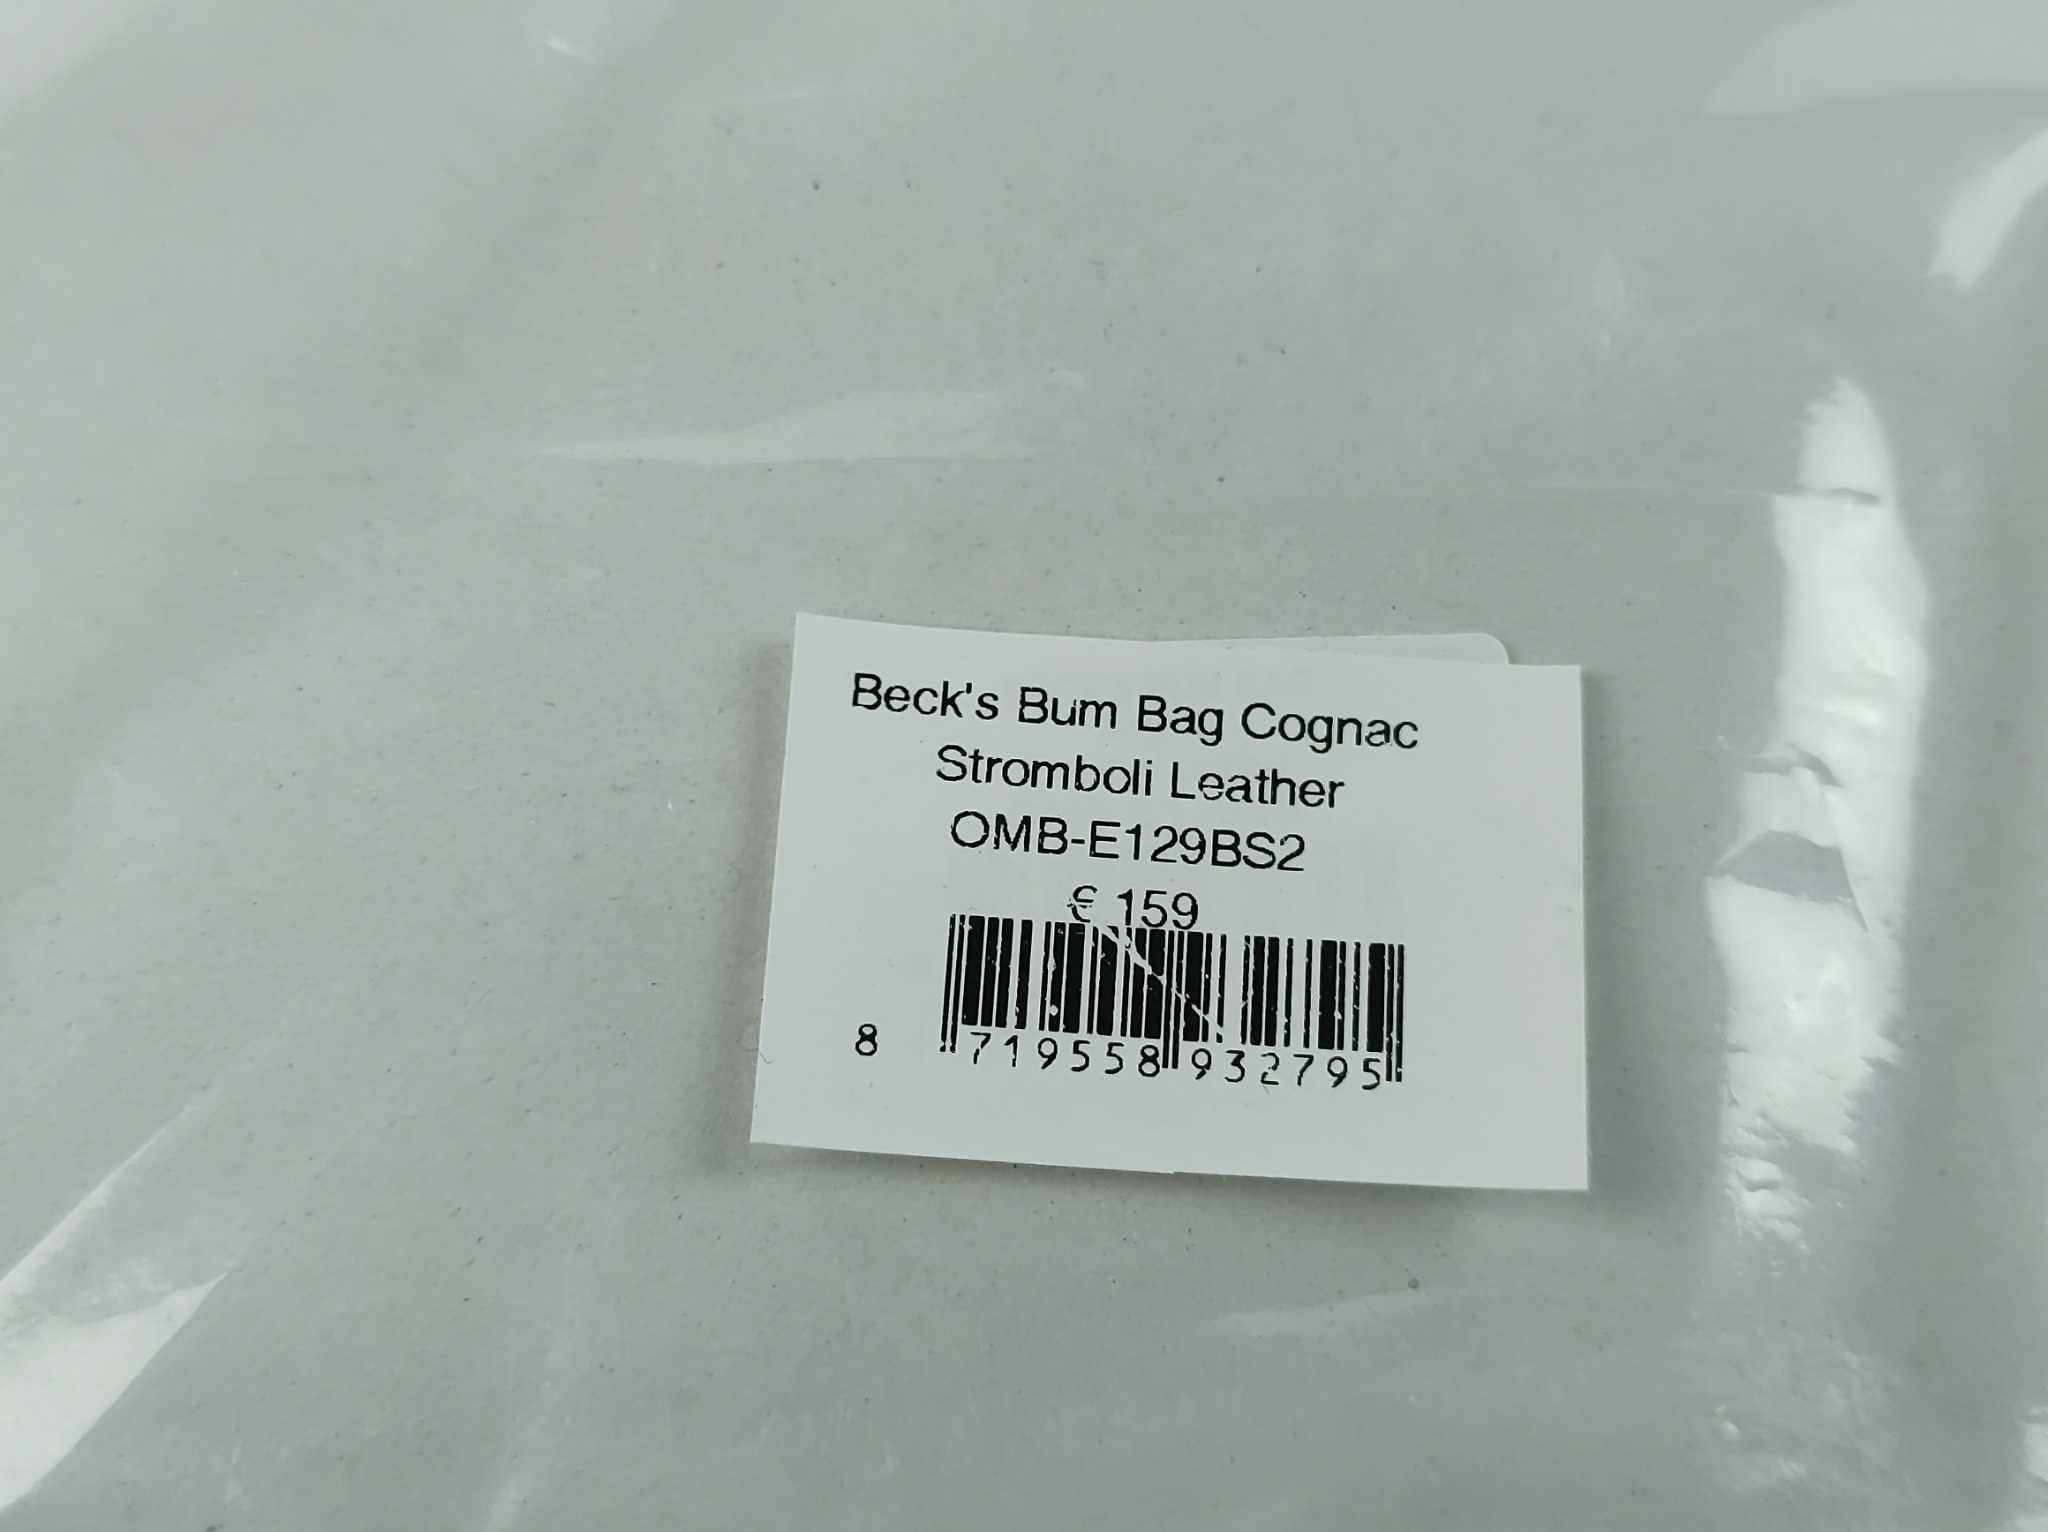 Beck's Bum Bag Cognac
Stromboli Leather
OMB-E129BS2
€ 159
8 719558 932795